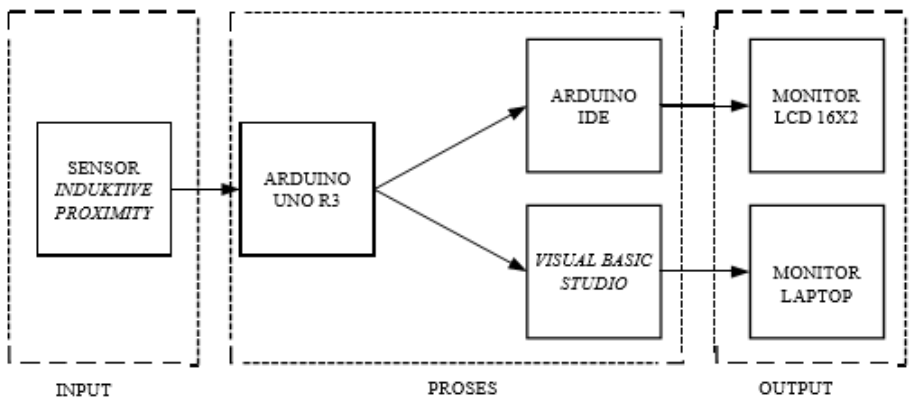 SENSOR
INDUKTIVE
PROXIMITY
ARDUINO
UNO R3
ARDUINO
IDE
VISUAL BASIC
STUDIO
MONITOR
LCD 16X2
MONITOR
LAPTOP
INPUT
PROSES
OUTPUT